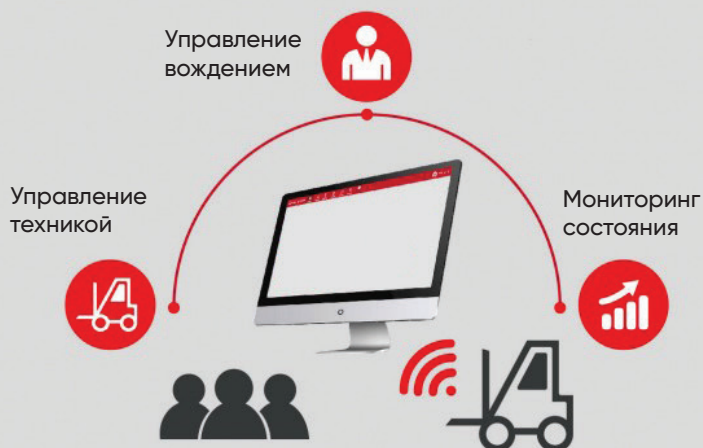 Управление
вождением
Управление
техникой
Мониторинг
состояния